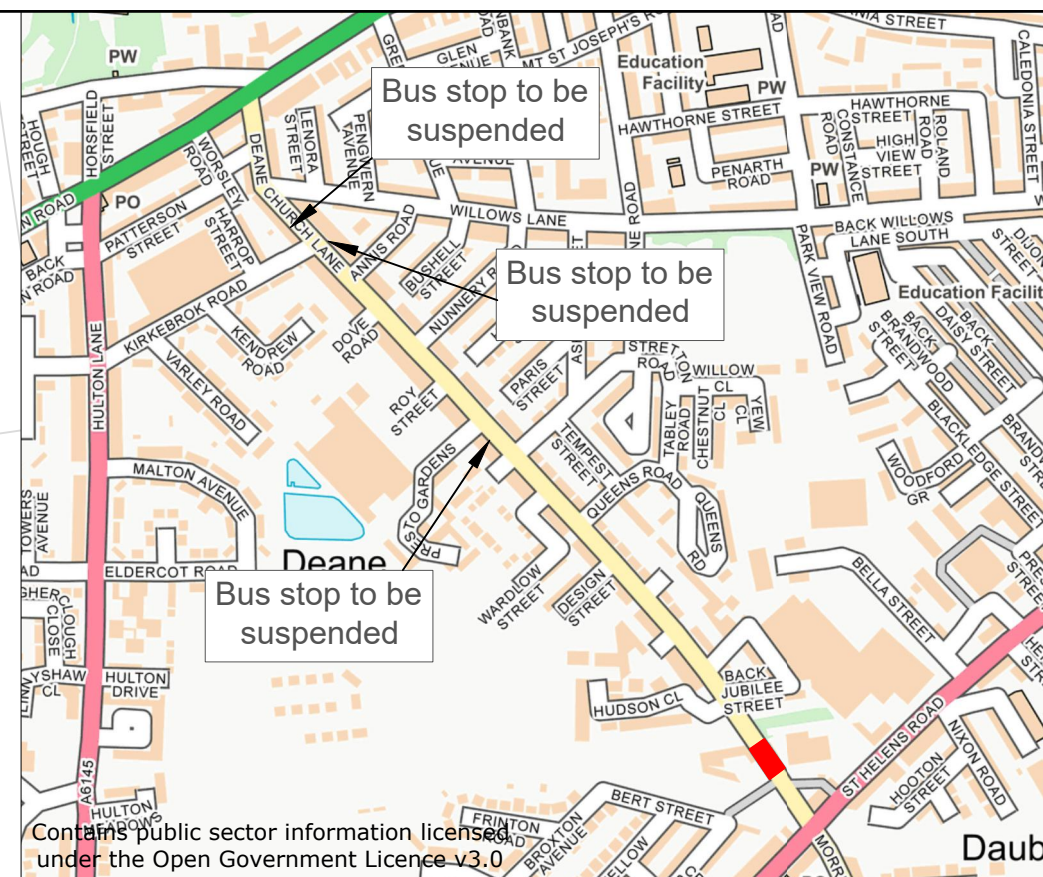 PW
HORSFIELD
STREET
HOUGH
STREET
PO
PATTERSON
STREET
BACK
WORSLEY
ROAD
HARROP
STREET
DEANE CHURCH LANE
LENORA
STREET
PENGWERN
AVENUE
GLEN
AVENUE
MT ST JOSEPH'S
Bus stop to be
suspended
Education
Facility
PW
HAWTHORNE STREET
HAWTHORNE
STREET
PENARTH
ROAD
PW
CONSTANCE
ROAD
HIGH
VIEW
STREET
ROLAND
ROAD
CALEDONIA STREET
STREET
WILLOWS LANE
BACK WILLOWS
LANE SOUTH
PARK VIEW ROAD
ANNIS ROAD
BUSHELL
STREET
NUNNERY
Bus stop to be
suspended
Education Facilit
BACK
DAISY STREET
BACK
BRANDWOOD
STREET
KIRKEBROK ROAD
KENDREW
ROAD
VARLEY ROAD
DOVE
ROAD
ROY
STREET
PARIS
STREET
ROAD
WILLOW
CL
CHESTNUT
CL
YEW
CL
TABLEY
ROAD
TEMPEST
STREET
QUEENS ROAD
QUEENS
RD
BLACKLEDGE STREET
WOODFORD
GR
HULTON LANE
MALTON AVENUE
TOWERS
AVENUE
ELDERCOT ROAD
Deane
PRESTO GARDENS
Bus stop to be
suspended
WARDLOW
STREET
DESIGN
STREET
BELLA STREET
CLOUGH
CLOSE
HULTON
DRIVE
HUDSON CL
BACK
JUBILEE
STREET
ST HELENS ROAD
NIXON ROAD
HOOTON
STREET
A6145
HULTON
MEADOWS
FRINTON
ROAD
BROXTON
AVENUE
BERT STREET
Daub
Contains public sector information licensed
under the Open Government Licence v3.0